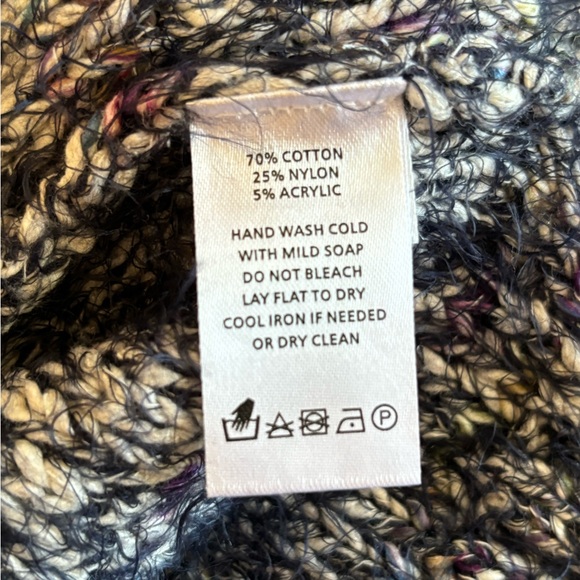 70% COTTON
25% NYLON
5% ACRYLIC
HAND WASH COLD
WITH MILD SOAP
DO NOT BLEACH
LAY FLAT TO DRY
COOL IRON IF NEEDED
OR DRY CLEAN
P